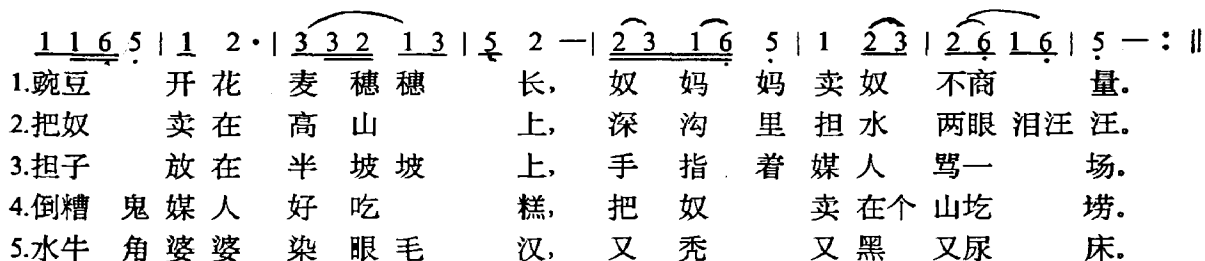 1 1 6 5 | 1 2 · | 3 3 2 1 3 | 5 2 — | 2 3 1 6 5 | 1 2 3 | 2 6 1 6 | 5 — : ‖
1.豌豆 开花 麦穗穗 长, 奴妈妈卖奴 不商 量。
2.把奴 卖在 高山 上, 深沟里担水 两眼泪汪汪。
3.担子 放在 半坡坡 上, 手指着媒人 骂一 场。
4.倒糟鬼媒人 好吃 糕, 把奴 卖在个山圪 塄。
5.水牛角婆婆 染眼毛 汉, 又秃 又黑 又尿 床。